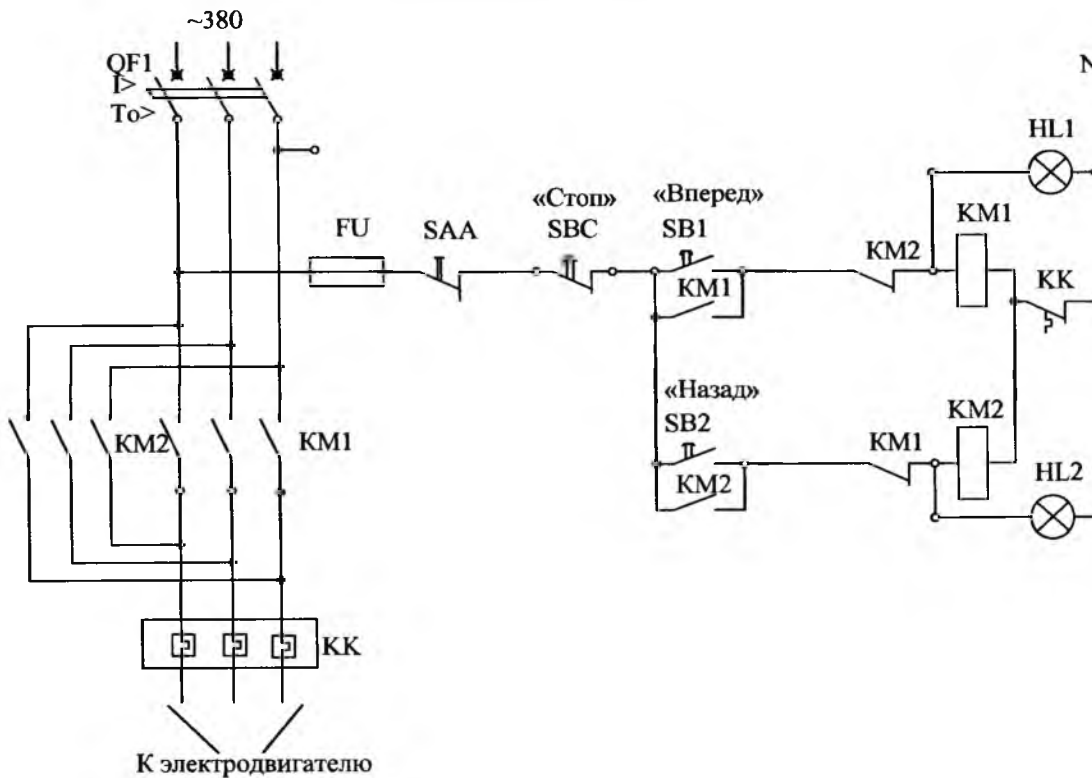 ~380
QF1
I>
To>
N
HL1
«Стоп»
«Вперед»
FU
SAA
SBC
SB1
KM2
KM1
KM1
KK
«Назад»
SB2
KM2
KM1
KM2
KM2
KM1
HL2
KK
К электродвигателю